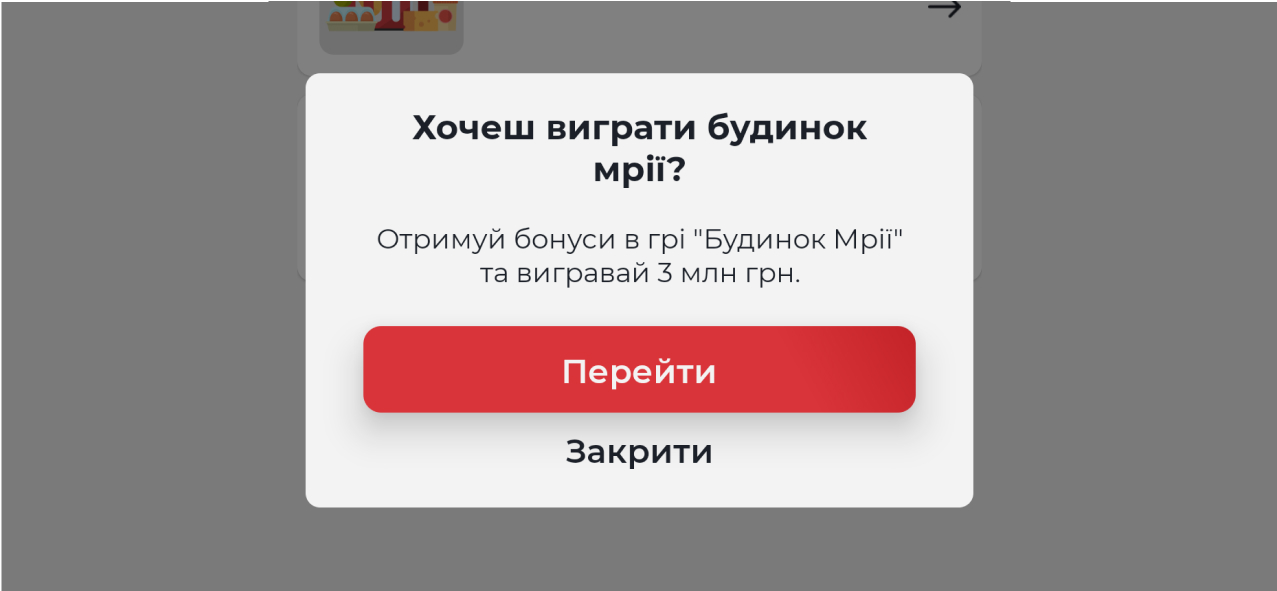 Хочеш виграти будинок
мрії?
Отримуй бонуси в грі "Будинок Мрії"
та вигравай 3 млн грн.
Перейти
Закрити